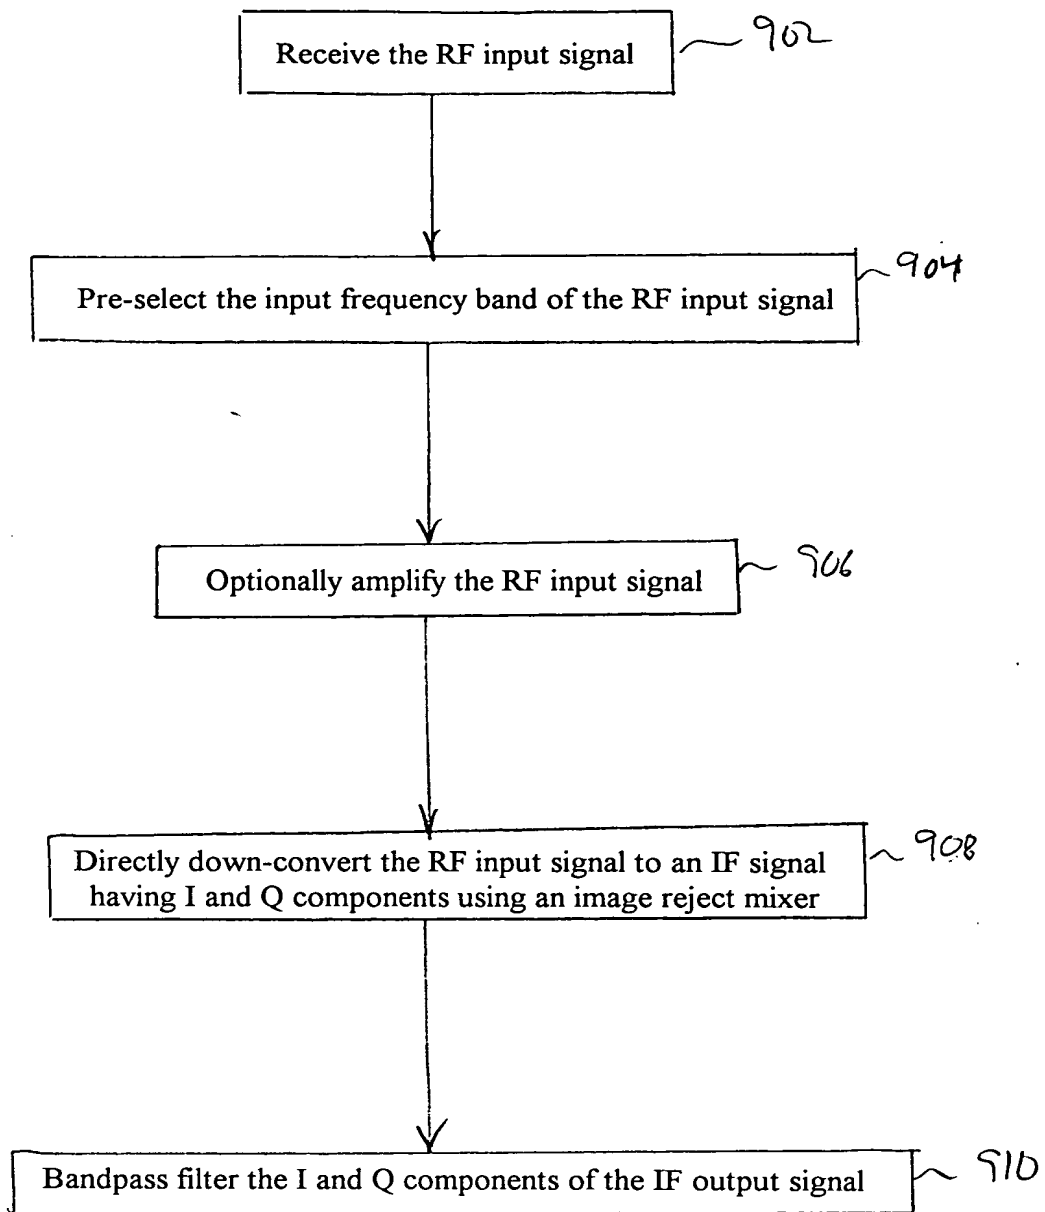 Receive the RF input signal
902
Pre-select the input frequency band of the RF input signal
904
Optionally amplify the RF input signal
906
Directly down-convert the RF input signal to an IF signal
having I and Q components using an image reject mixer
908
Bandpass filter the I and Q components of the IF output signal
910